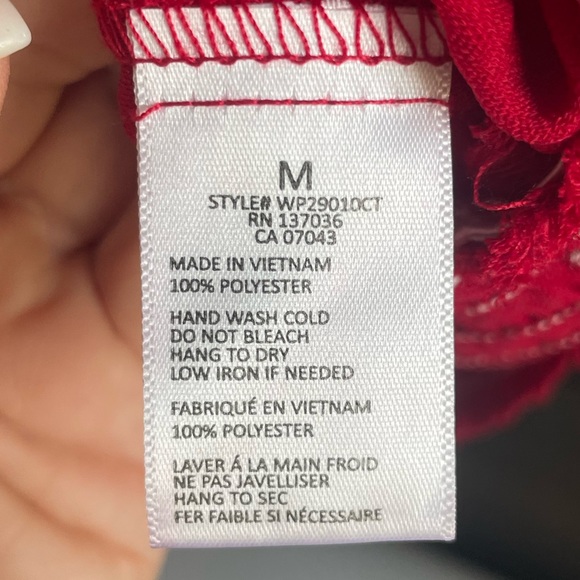 M
STYLE# WP29010CT
RN 137036
CA 07043
MADE IN VIETNAM
100% POLYESTER
HAND WASH COLD
DO NOT BLEACH
HANG TO DRY
LOW IRON IF NEEDED
FABRIQUÉ EN VIETNAM
100% POLYESTER
LAVER Á LA MAIN FROID
NE PAS JAVELLISER
HANG TO SEC
FER FAIBLE SI NÉCESSAIRE